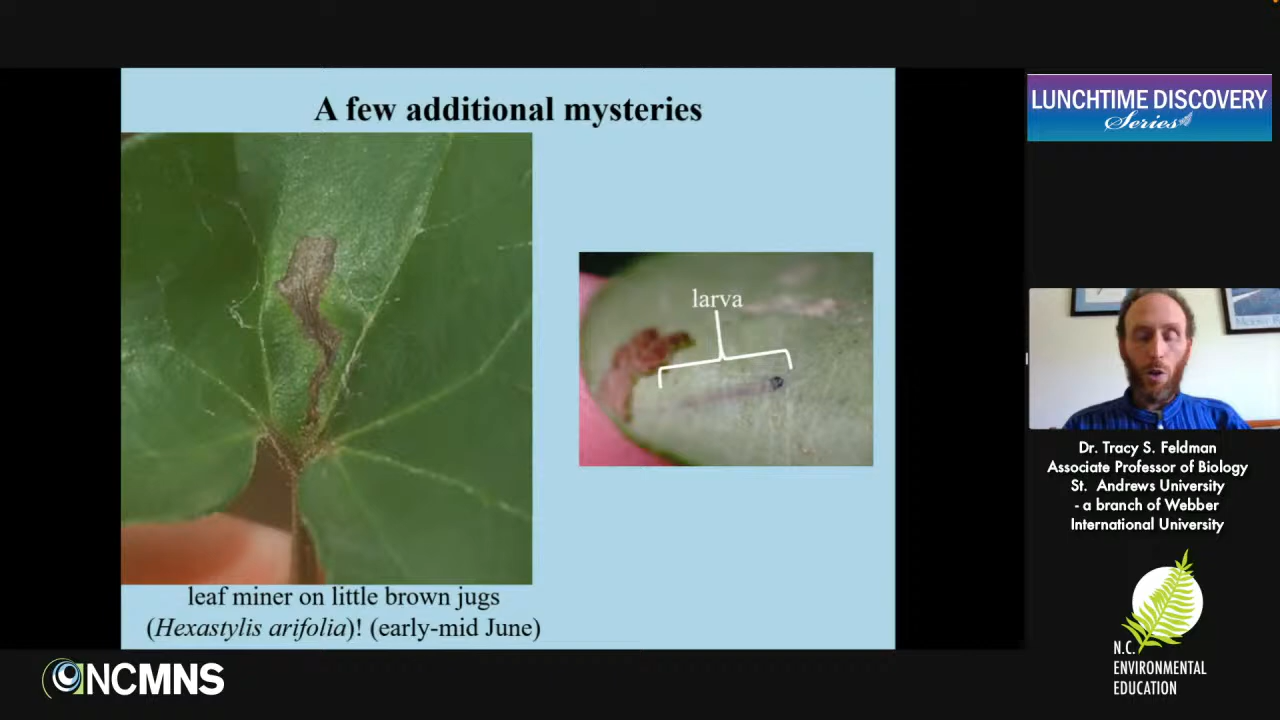 A few additional mysteries
larva
leaf miner on little brown jugs
(Hexastylis arifolia)! (early-mid June)
LUNCHTIME DISCOVERY
Series
Dr. Tracy S. Feldman
Associate Professor of Biology
St. Andrews University
- a branch of Webber
International University
N.C.
ENVIRONMENTAL
EDUCATION
NCMNS